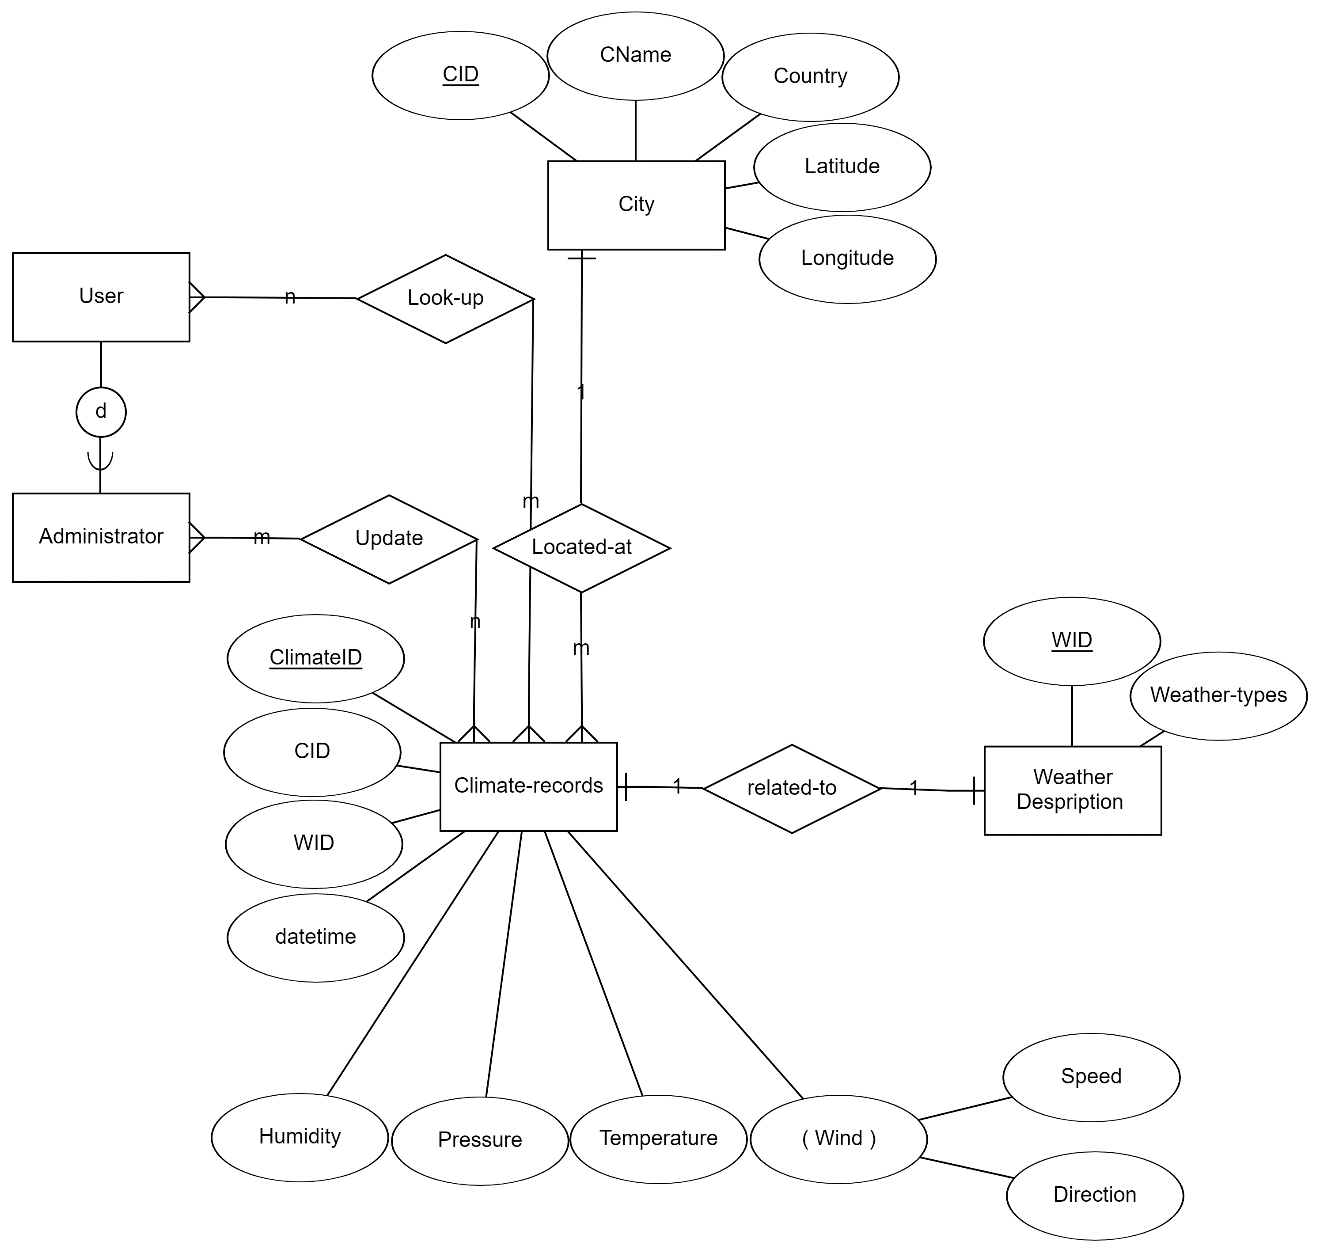 CName
CID
Country
Latitude
City
Longitude
User
n
Look-up
1
d
m
Administrator
m
Update
Located-at
n
m
ClimateID
WID
Weather-types
CID
Climate-records
1
related-to
1
Weather
Despription
WID
datetime
Speed
Humidity
Pressure
Temperature
( Wind )
Direction